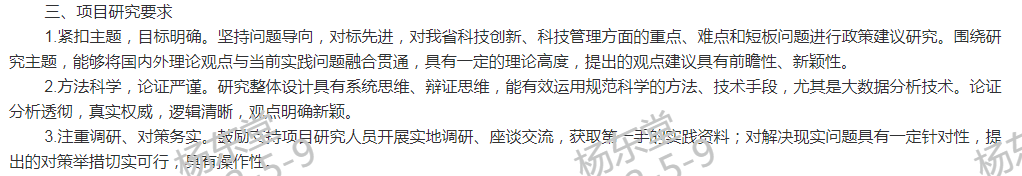 三、项目研究要求
1.紧扣主题，目标明确。坚持问题导向，对标先进，对我省科技创新、科技管理方面的重点、难点和短板问题进行政策建议研究。围绕研
究主题，能够将国内外理论观点与当前实践问题融合贯通，具有一定的理论高度，提出的观点建议具有前瞻性、新颖性。
2.方法科学，论证严谨。研究整体设计具有系统思维、辩证思维，能有效运用规范科学的方法、技术手段，尤其是大数据分析技术。论证
分析透彻，真实权威，逻辑清晰，观点明确新颖。
3.注重调研、对策务实。鼓励支持项目研究人员开展实地调研、座谈交流，获取第一手的实践资料；对解决现实问题具有一定针对性，提
出的对策举措切实可行，具有操作性。
杨乐堂
杨乐堂
杨
5-9
5-9